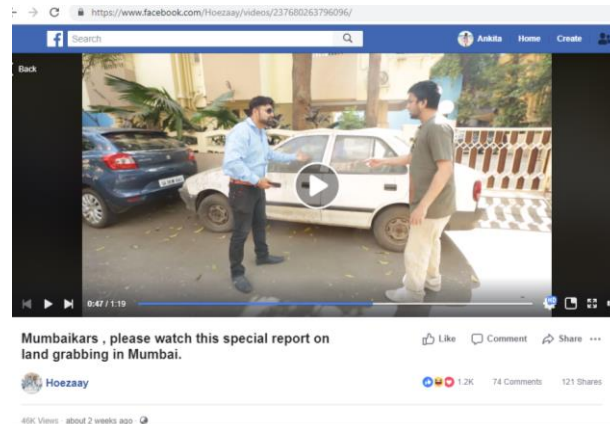 https://www.facebook.com/Hoezaay/videos/237680263796096/
f Search Ankita Home Create
Back
0:47 / 1:19 HD
Mumbaikars , please watch this special report on
land grabbing in Mumbai.
Like Comment Share
Hoezaay
1.2K 74 Comments 121 Shares
46K Views · about 2 weeks ago ·